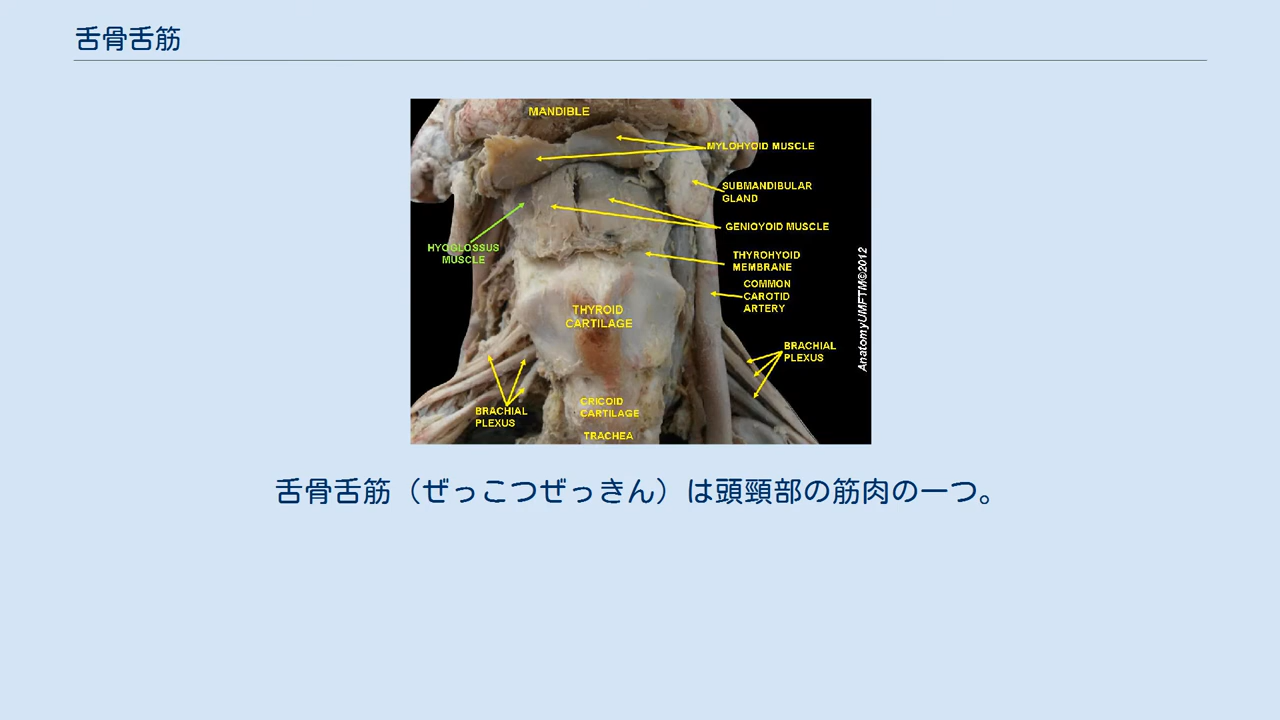 舌骨舌筋
MANDIBLE
MYLOHYOID MUSCLE
SUBMANDIBULAR
GLAND
GENIOYOID MUSCLE
HYOGLOSSUS
MUSCLE
THYROHYOID
MEMBRANE
COMMON
CAROTID
ARTERY
THYROID
CARTILAGE
BRACHIAL
PLEXUS
BRACHIAL
PLEXUS
CRICOID
CARTILAGE
TRACHEA
AnatomyUMFTM©2012
舌骨舌筋（ぜっこつぜっきん）は頭頸部の筋肉の一つ。